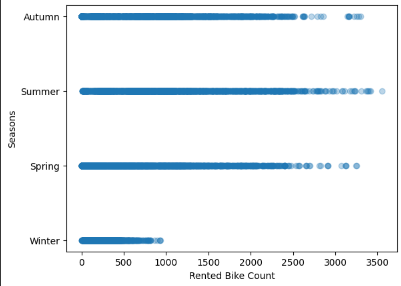 Autumn
Summer
Seasons
Spring
Winter
0 500 1000 1500 2000 2500 3000 3500
Rented Bike Count